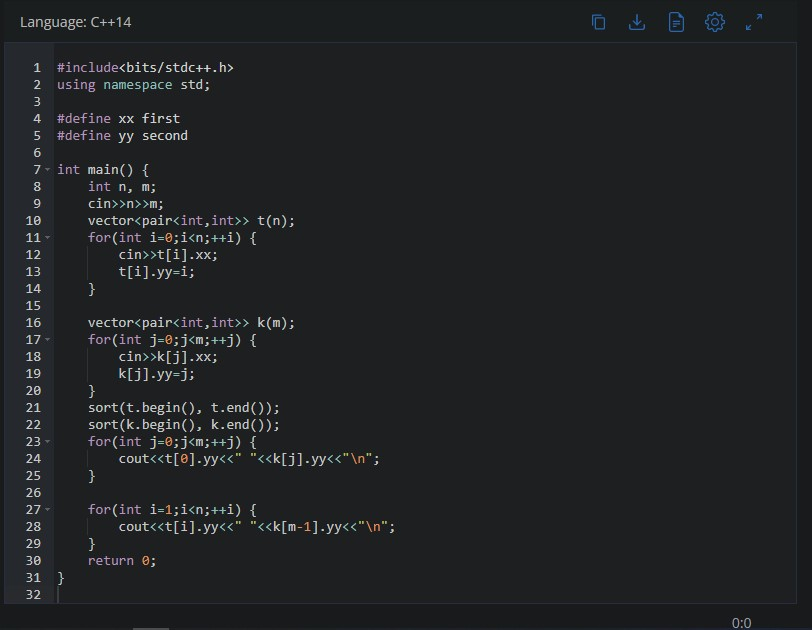 Language: C++14
1 #include<bits/stdc++.h>
2 using namespace std;
3
4 #define xx first
5 #define yy second
6
7 int main() {
8     int n, m;
9     cin>>n>>m;
10     vector<pair<int,int>> t(n);
11     for(int i=0;i<n;++i) {
12         cin>>t[i].xx;
13         t[i].yy=i;
14     }
15
16     vector<pair<int,int>> k(m);
17     for(int j=0;j<m;++j) {
18         cin>>k[j].xx;
19         k[j].yy=j;
20     }
21     sort(t.begin(), t.end());
22     sort(k.begin(), k.end());
23     for(int j=0;j<m;++j) {
24         cout<<t[0].yy<<" "<<k[j].yy<<"\n";
25     }
26
27     for(int i=1;i<n;++i) {
28         cout<<t[i].yy<<" "<<k[m-1].yy<<"\n";
29     }
30     return 0;
31 }
32
0:0